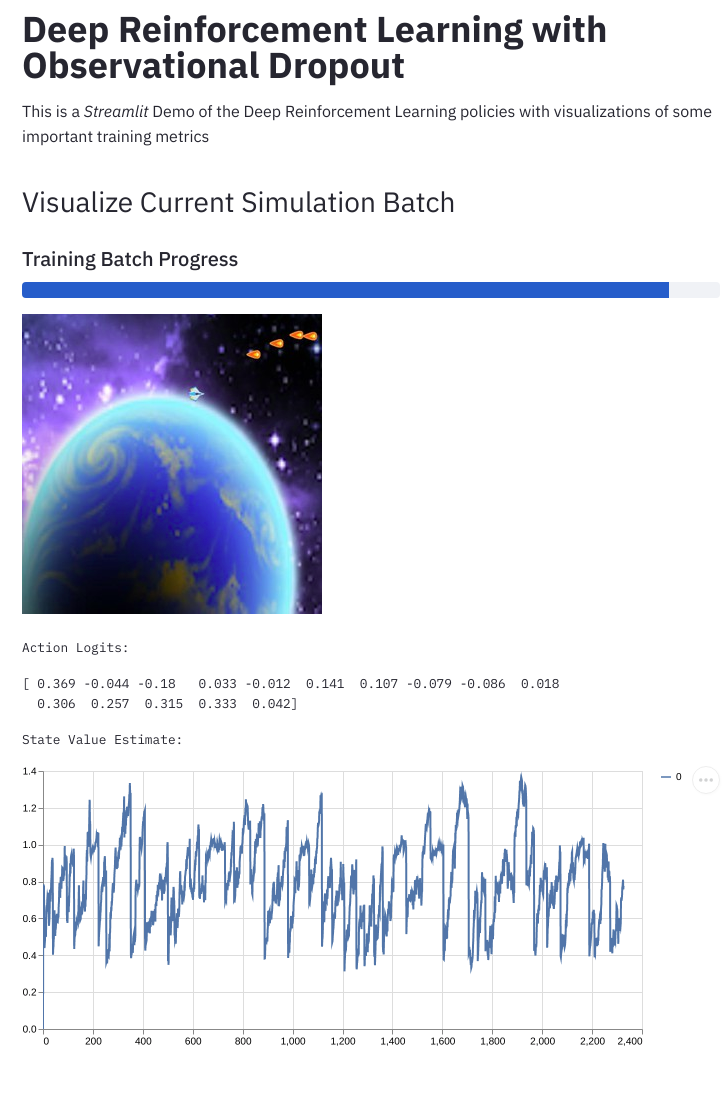 Deep Reinforcement Learning with
Observational Dropout
This is a Streamlit Demo of the Deep Reinforcement Learning policies with visualizations of some
important training metrics
Visualize Current Simulation Batch
Training Batch Progress
Action Logits:
[ 0.369 -0.044 -0.18   0.033 -0.012  0.141  0.107 -0.079 -0.086  0.018
  0.306  0.257  0.315  0.333  0.042]
State Value Estimate:
1.4
1.2
1.0
0.8
0.6
0.4
0.2
0.0
0 200 400 600 800 1,000 1,200 1,400 1,600 1,800 2,000 2,200 2,400
0